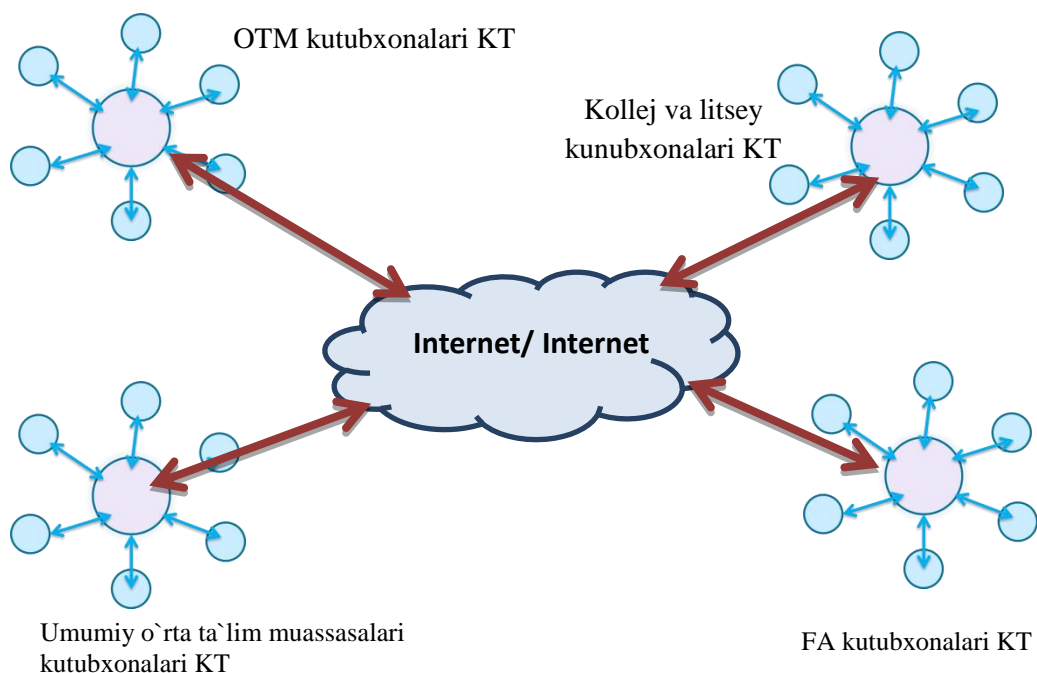 OTM kutubxonalari KT
Kollej va litsey
kunubxonalari KT
Internet/ Internet
Umumiy o`rta ta`lim muassasalari
kutubxonalari KT
FA kutubxonalari KT